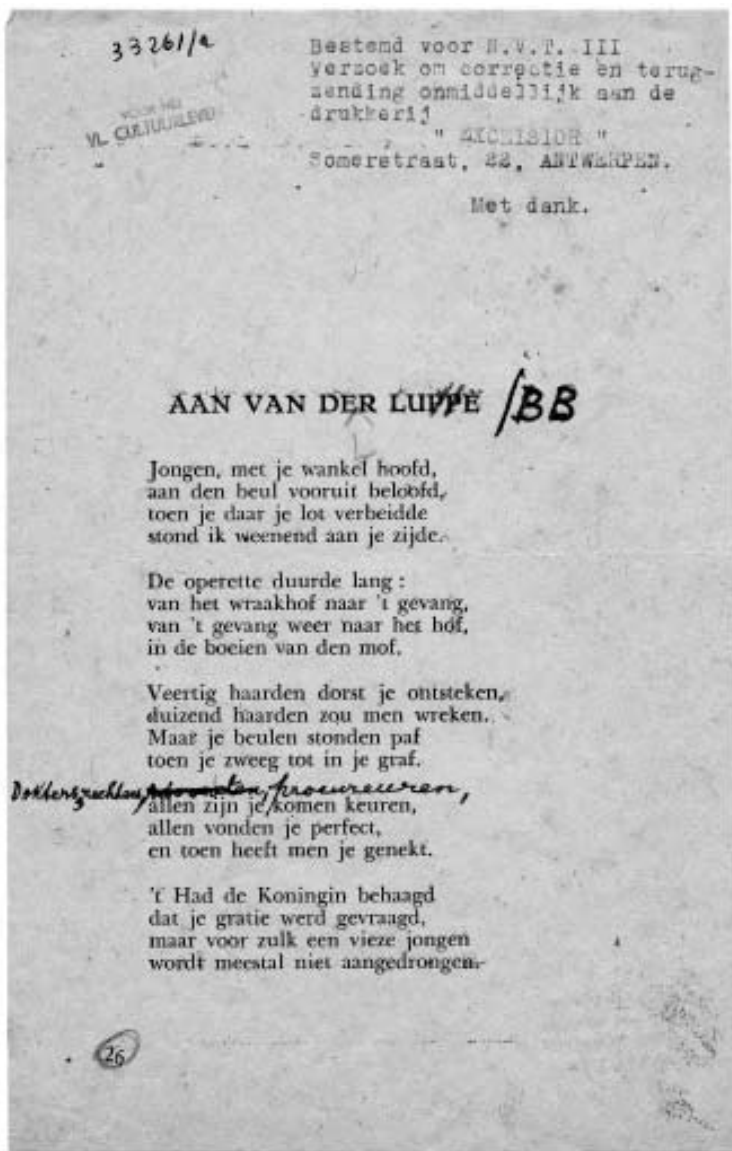 33261/a
Bestemd voor N.V.T. III
Verzoek om correctie en terug-
zending onmiddellijk aan de
drukkerij
" EXCELSIOR "
Someretraat, 22, ANTWERPEN.
Met dank.
VOOR HET
VL. CULTUURLEVEN
AAN VAN DER LUPPE /BB
Jongen, met je wankel hoofd,
aan den beul vooruit beloofd,
toen je daar je lot verbeidde
stond ik weenend aan je zijde.
De operette duurde lang :
van het wraakhof naar 't gevang,
van 't gevang weer naar het hof,
in de boeien van den mof.
Veertig haarden dorst je ontsteken,
duizend haarden zou men wreken.
Maar je beulen stonden paf
toen je zweeg tot in je graf.
Dokters, rechters, procureuren,
allen zijn je komen keuren,
allen vonden je perfect,
en toen heeft men je genekt.
't Had de Koningin behaagd
dat je gratie werd gevraagd,
maar voor zulk een vieze jongen
wordt meestal niet aangedrongen.
26